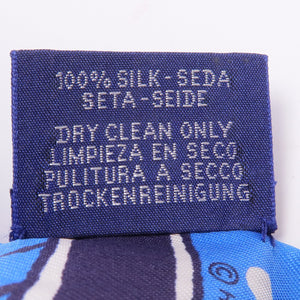 100% SILK-SEDA
SETA-SEIDE
DRY CLEAN ONLY
LIMPIEZA EN SECO
PULITURA A SECCO
TROCKENREINIGUNG
©